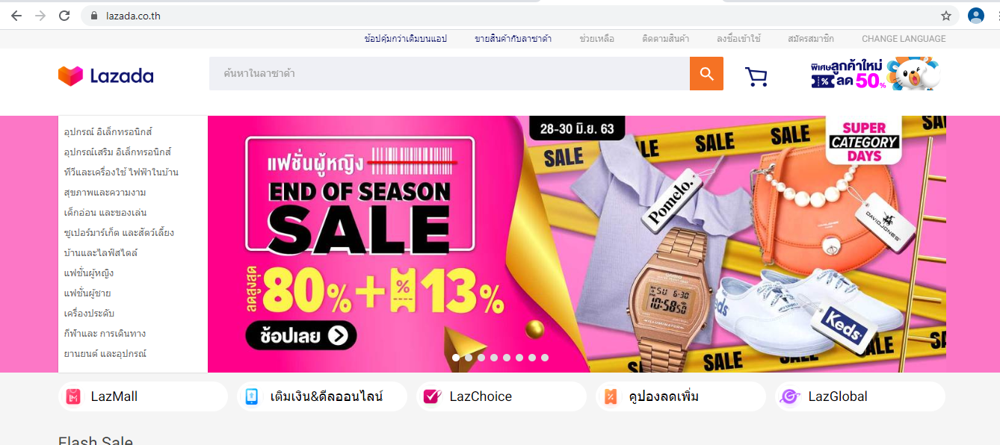 lazada.co.th
ช้อปคุ้มกว่าเดิมบนแอป ขายสินค้ากับลาซาด้า ช่วยเหลือ ติดตามสินค้า ลงชื่อเข้าใช้ สมัครสมาชิก CHANGE LANGUAGE
Lazada
ค้นหาในลาซาด้า
พิเศษลูกค้าใหม่
% ลด 50%
อุปกรณ์ อิเล็กทรอนิกส์
อุปกรณ์เสริม อิเล็กทรอนิกส์
ทีวีและเครื่องใช้ ไฟฟ้าในบ้าน
สุขภาพและความงาม
เด็กอ่อน และของเล่น
ซูเปอร์มาร์เก็ต และสัตว์เลี้ยง
บ้านและไลฟ์สไตล์
แฟชั่นผู้หญิง
แฟชั่นผู้ชาย
เครื่องประดับ
กีฬาและ การเดินทาง
ยานยนต์ และอุปกรณ์
28-30 มิ.ย. 63
แฟชั่นผู้หญิง
END OF SEASON
SALE
ลดสูงสุด
80% + % 13%
ช้อปเลย
SUPER
CATEGORY
DAYS
SALE SALE SALE SALE
Pomelo.
DAVIDJONES
CASIO
SU 6-30
10:58 50
Keds
Keds
SALE SALE
LazMall เติมเงิน&ดีลออนไลน์ LazChoice คูปองลดเพิ่ม LazGlobal
Flash Sale